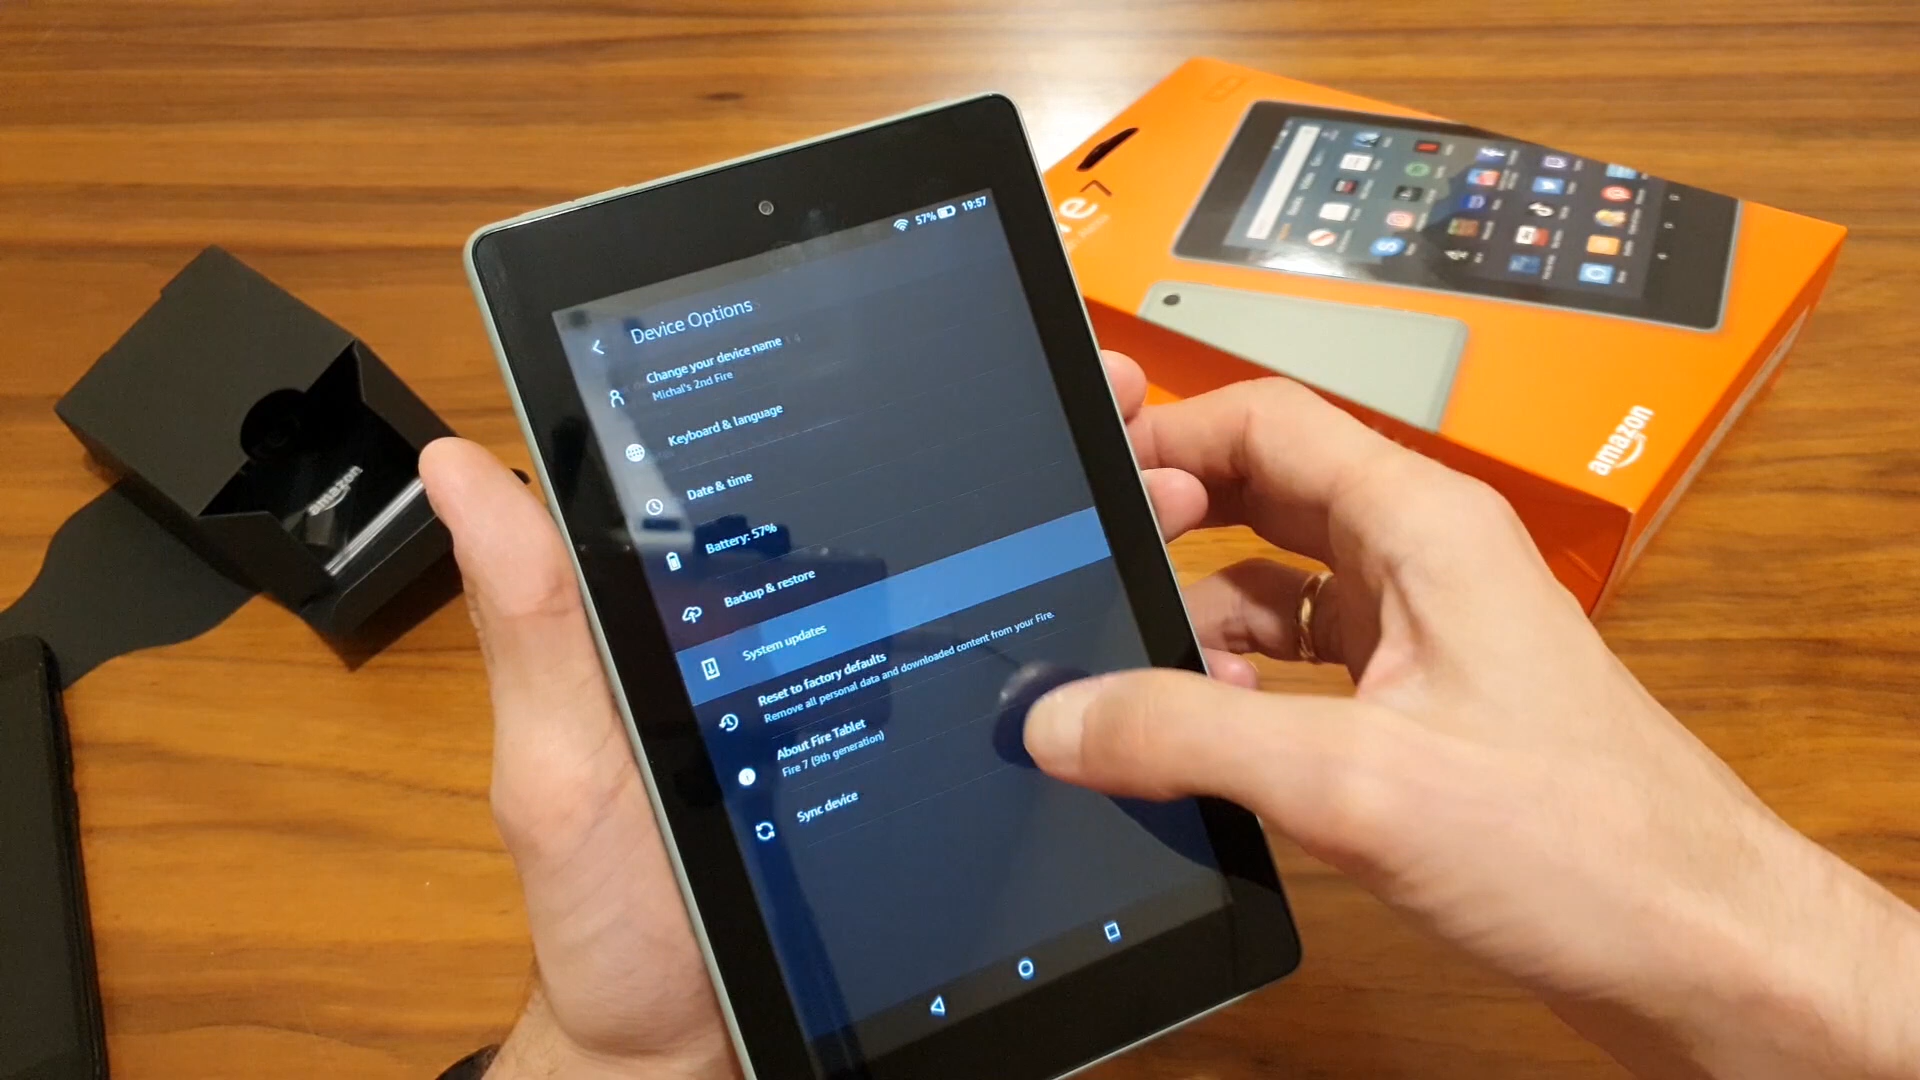 57% 19:57
Device Options
Change your device name
Michal's 2nd Fire
Keyboard & language
Date & time
Battery: 57%
Backup & restore
System updates
Reset to factory defaults
Remove all personal data and downloaded content from your Fire.
About Fire Tablet
Fire 7 (9th generation)
Sync device
amazon
re 7
amazon